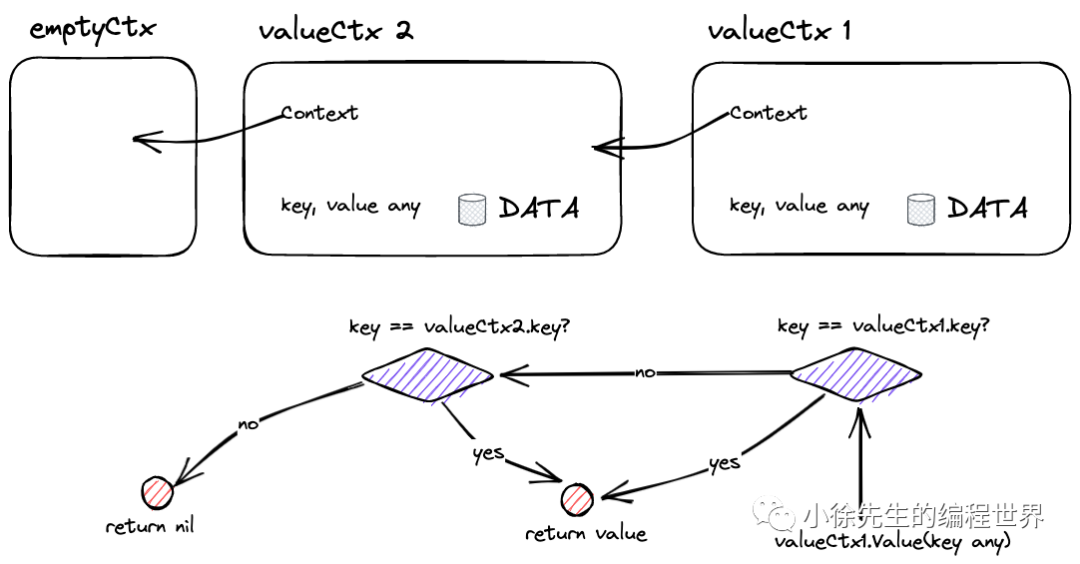 emptyCtx
valueCtx 2
valueCtx 1
Context
Context
key, value any
DATA
key, value any
DATA
key == valueCtx2.key?
key == valueCtx1.key?
no
no
yes
yes
return nil
return value
小徐先生的编程世界
valueCtx1.Value(key any)